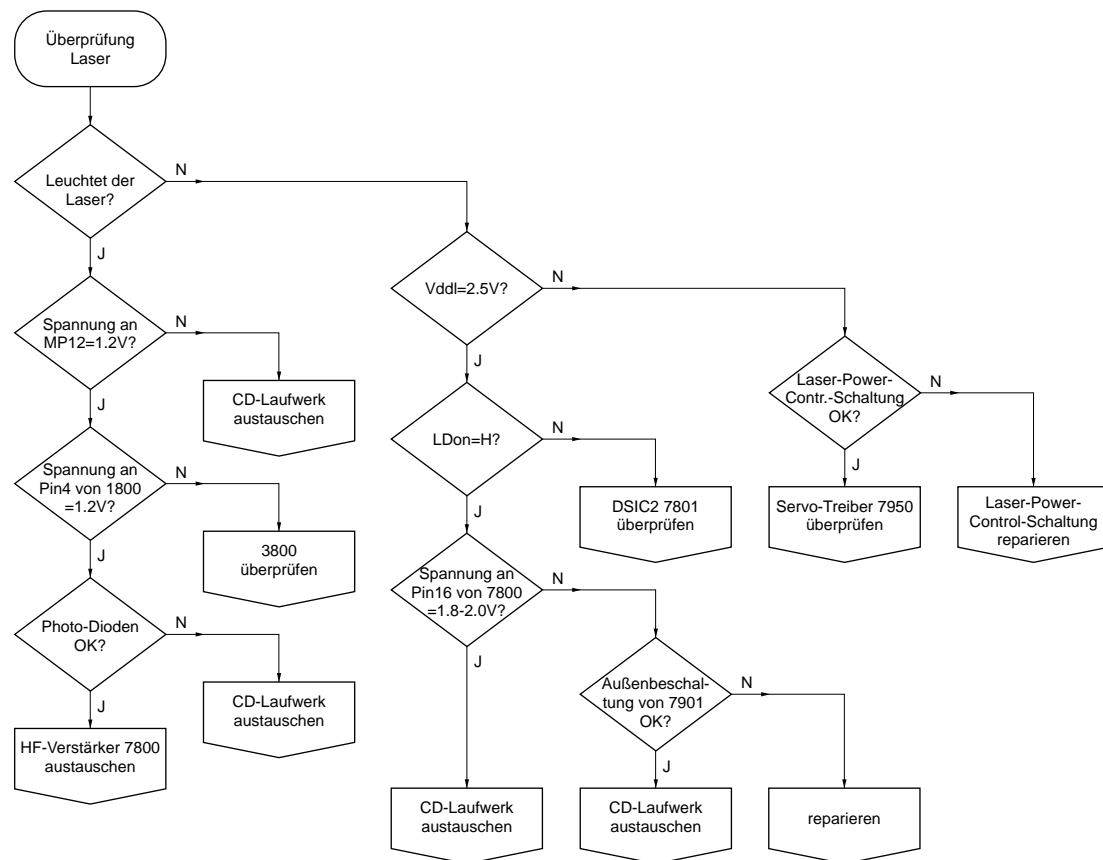 Überprüfung
Laser
Leuchtet der
Laser?
N
J
Spannung an
MP12=1.2V?
N
J
CD-Laufwerk
austauschen
Spannung an
Pin4 von 1800
=1.2V?
N
J
3800
überprüfen
Photo-Dioden
OK?
N
J
CD-Laufwerk
austauschen
HF-Verstärker 7800
austauschen
Vddl=2.5V?
N
J
LDon=H?
N
J
DSIC2 7801
überprüfen
Spannung an
Pin16 von 7800
=1.8-2.0V?
N
J
CD-Laufwerk
austauschen
Außenbeschal-
tung von 7901
OK?
N
J
CD-Laufwerk
austauschen
reparieren
Laser-Power-
Contr.-Schaltung
OK?
N
J
Servo-Treiber 7950
überprüfen
Laser-Power-
Control-Schaltung
reparieren